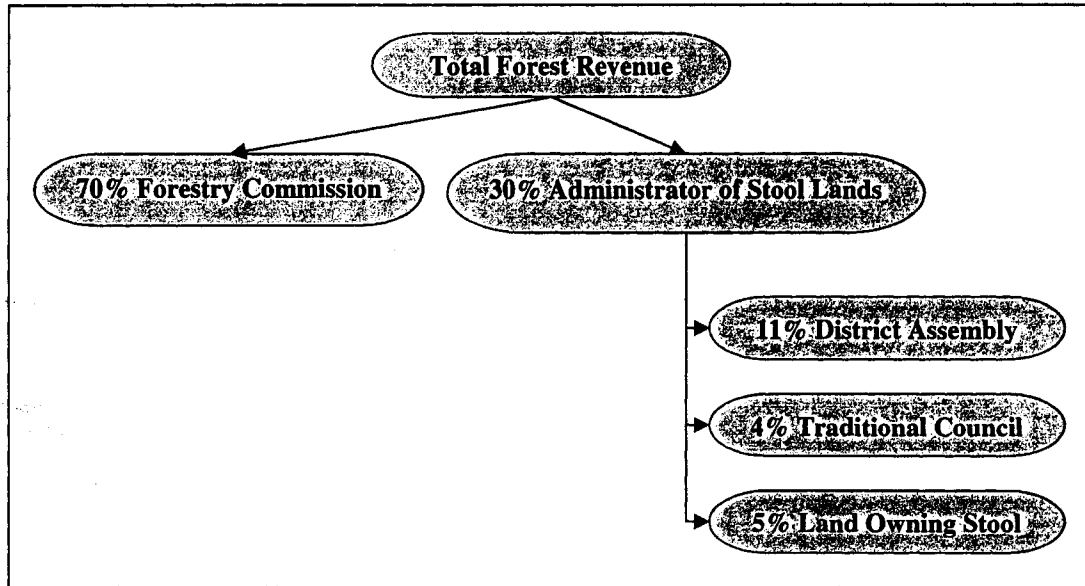 Total Forest Revenue
70% Forestry Commission
30% Administrator of Stool Lands
11% District Assembly
4% Traditional Council
5% Land Owning Stool